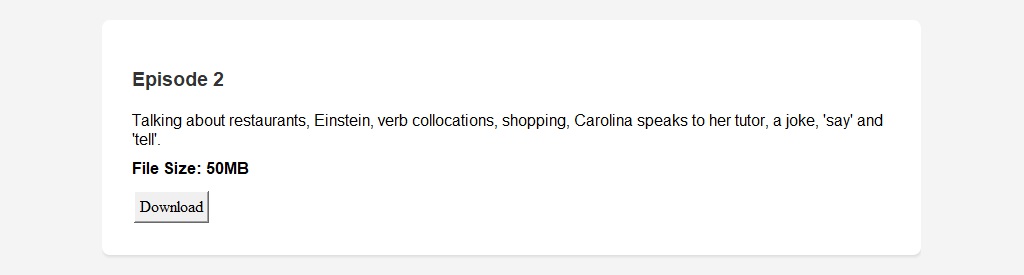 Episode 2
Talking about restaurants, Einstein, verb collocations, shopping, Carolina speaks to her tutor, a joke, 'say' and
'tell'.
File Size: 50MB
Download